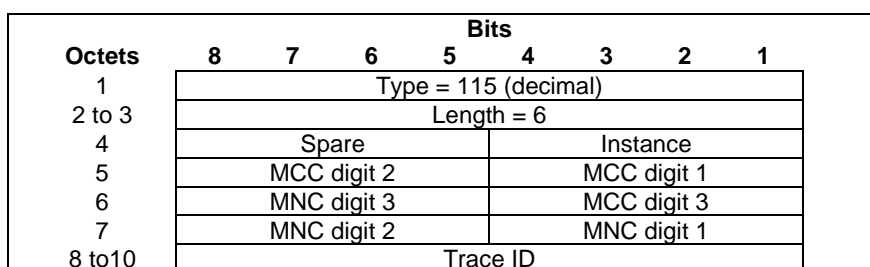 Bits
Octets 8 7 6 5 4 3 2 1
1 Type = 115 (decimal)
2 to 3 Length = 6
4 Spare Instance
5 MCC digit 2 MCC digit 1
6 MNC digit 3 MCC digit 3
7 MNC digit 2 MNC digit 1
8 to10 Trace ID